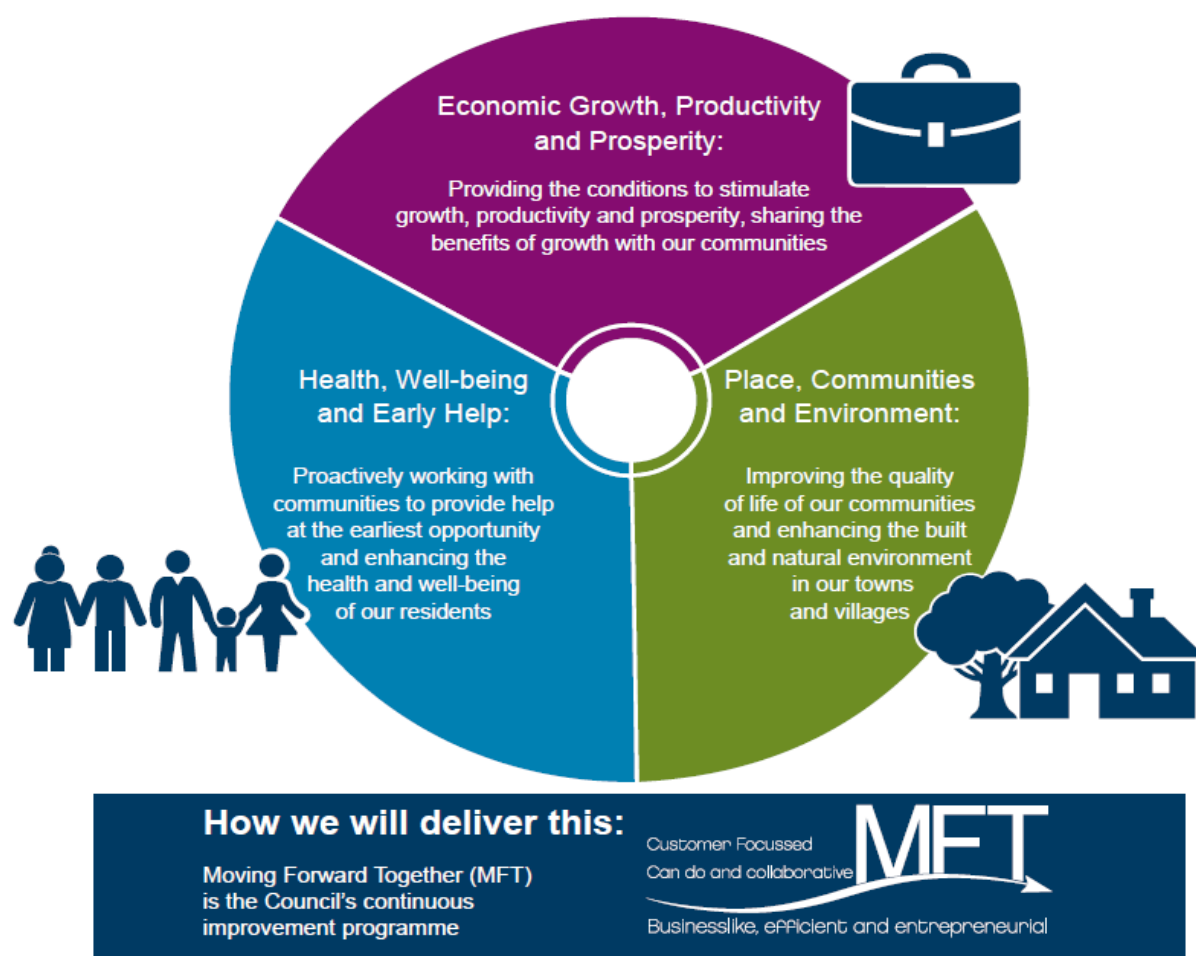 Economic Growth, Productivity
and Prosperity:
Providing the conditions to stimulate
growth, productivity and prosperity, sharing the
benefits of growth with our communities
Health, Well-being
and Early Help:
Proactively working with
communities to provide help
at the earliest opportunity
and enhancing the
health and well-being
of our residents
Place, Communities
and Environment:
Improving the quality
of life of our communities
and enhancing the built
and natural environment
in our towns
and villages
How we will deliver this:
Moving Forward Together (MFT)
is the Council's continuous
improvement programme
Customer Focussed
Can do and collaborative
MFT
Businesslike, efficient and entrepreneurial